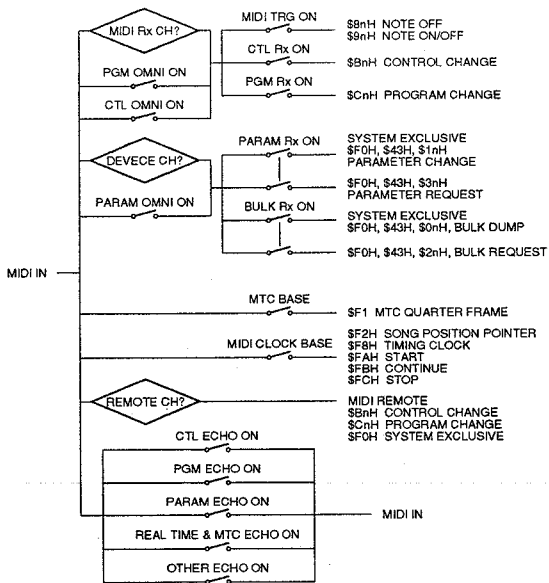 MIDI Rx CH?
PGM OMNI ON
CTL OMNI ON
MIDI TRG ON
$8nH NOTE OFF
$9nH NOTE ON/OFF
CTL Rx ON
$BnH CONTROL CHANGE
PGM Rx ON
$CnH PROGRAM CHANGE
DEVECE CH?
PARAM OMNI ON
PARAM Rx ON
SYSTEM EXCLUSIVE
$F0H, $43H, $1nH
PARAMETER CHANGE
$F0H, $43H, $3nH
PARAMETER REQUEST
BULK Rx ON
SYSTEM EXCLUSIVE
$F0H, $43H, $0nH, BULK DUMP
$F0H, $43H, $2nH, BULK REQUEST
MIDI IN
MTC BASE
$F1 MTC QUARTER FRAME
MIDI CLOCK BASE
$F2H SONG POSITION POINTER
$F8H TIMING CLOCK
$FAH START
$FBH CONTINUE
$FCH STOP
REMOTE CH?
MIDI REMOTE
$BnH CONTROL CHANGE
$CnH PROGRAM CHANGE
$F0H SYSTEM EXCLUSIVE
CTL ECHO ON
PGM ECHO ON
PARAM ECHO ON
MIDI IN
REAL TIME & MTC ECHO ON
OTHER ECHO ON